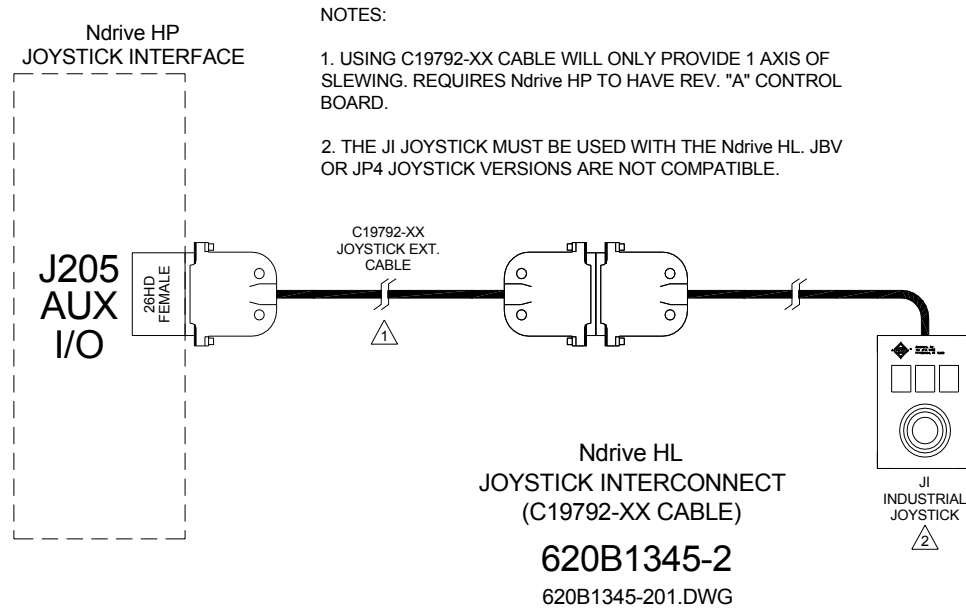 Ndrive HP
JOYSTICK INTERFACE
NOTES:
1. USING C19792-XX CABLE WILL ONLY PROVIDE 1 AXIS OF
SLEWING. REQUIRES Ndrive HP TO HAVE REV. "A" CONTROL
BOARD.
2. THE JI JOYSTICK MUST BE USED WITH THE Ndrive HL. JBV
OR JP4 JOYSTICK VERSIONS ARE NOT COMPATIBLE.
J205
AUX
I/O
26HD
FEMALE
C19792-XX
JOYSTICK EXT.
CABLE
1
JI
INDUSTRIAL
JOYSTICK
2
Ndrive HL
JOYSTICK INTERCONNECT
(C19792-XX CABLE)
620B1345-2
620B1345-201.DWG